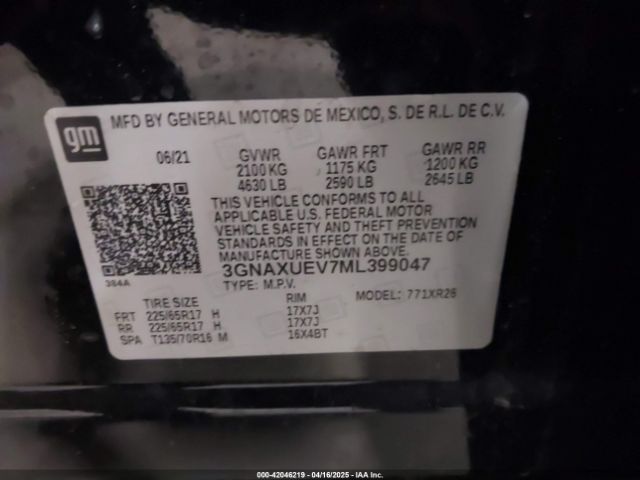 gm
MFD BY GENERAL MOTORS DE MEXICO, S. DE R.L. DE C.V.
06/21 GVWR GAWR FRT GAWR RR
2100 KG 1175 KG 1200 KG
4630 LB 2590 LB 2645 LB
THIS VEHICLE CONFORMS TO ALL
APPLICABLE U.S. FEDERAL MOTOR
VEHICLE SAFETY AND THEFT PREVENTION
STANDARDS IN EFFECT ON THE DATE OF
MANUFACTURE SHOWN ABOVE.
3GNAXUEV7ML399047
384A TYPE: M.P.V. MODEL: 771XR26
TIRE SIZE RIM
FRT 225/65R17 H 17X7J
RR 225/65R17 H 17X7J
SPA T135/70R16 M 16X4BT
000-42046219 - 04/16/2025 - IAA Inc.